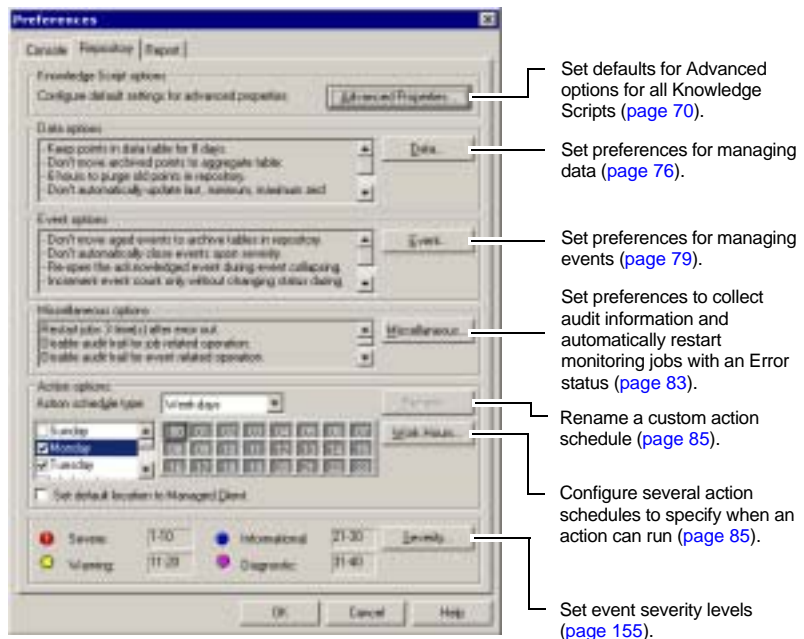 Preferences
Console Repository Report
Knowledge Script options
Configure default settings for advanced properties
Advanced Properties...
Set defaults for Advanced
options for all Knowledge
Scripts (page 70).
Data options
- Keep points in data table for 8 days.
- Don't move archived points to aggregate table.
- 6 hours to purge old points in repository.
- Don't automatically update last, minimum, maximum and
Data...
Set preferences for managing
data (page 76).
Event options
- Don't move aged events to archive tables in repository.
- Don't automatically close events upon severity.
- Re-open the acknowledged event during event collapsing.
- Increment event count only without changing status during
Event...
Set preferences for managing
events (page 79).
Miscellaneous options
Restart jobs 3 time(s) after error out.
Disable audit trail for job related operation.
Disable audit trail for event related operation.
Miscellaneous...
Set preferences to collect
audit information and
automatically restart
monitoring jobs with an Error
status (page 83).
Action options
Action schedule type: Week days
Rename a custom action
schedule (page 85).
Sunday
Monday
Tuesday
Work Hours...
Set default location to Managed Client
Configure several action
schedules to specify when an
action can run (page 85).
Severe: 1-10 Informational: 21-30
Warning: 11-20 Diagnostic: 31-40
Severity...
Set event severity levels
(page 155).
OK Cancel Help